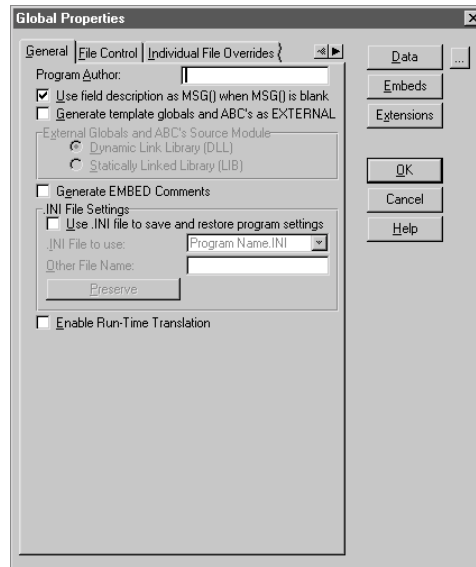 Global Properties
General File Control Individual File Overrides
Program Author:
Use field description as MSG() when MSG() is blank
Generate template globals and ABC's as EXTERNAL
External Globals and ABC's Source Module
Dynamic Link Library (DLL)
Statically Linked Library (LIB)
Generate EMBED Comments
.INI File Settings
Use .INI file to save and restore program settings
.INI File to use: Program Name.INI
Other File Name:
Preserve
Enable Run-Time Translation
Data ...
Embeds
Extensions
OK
Cancel
Help